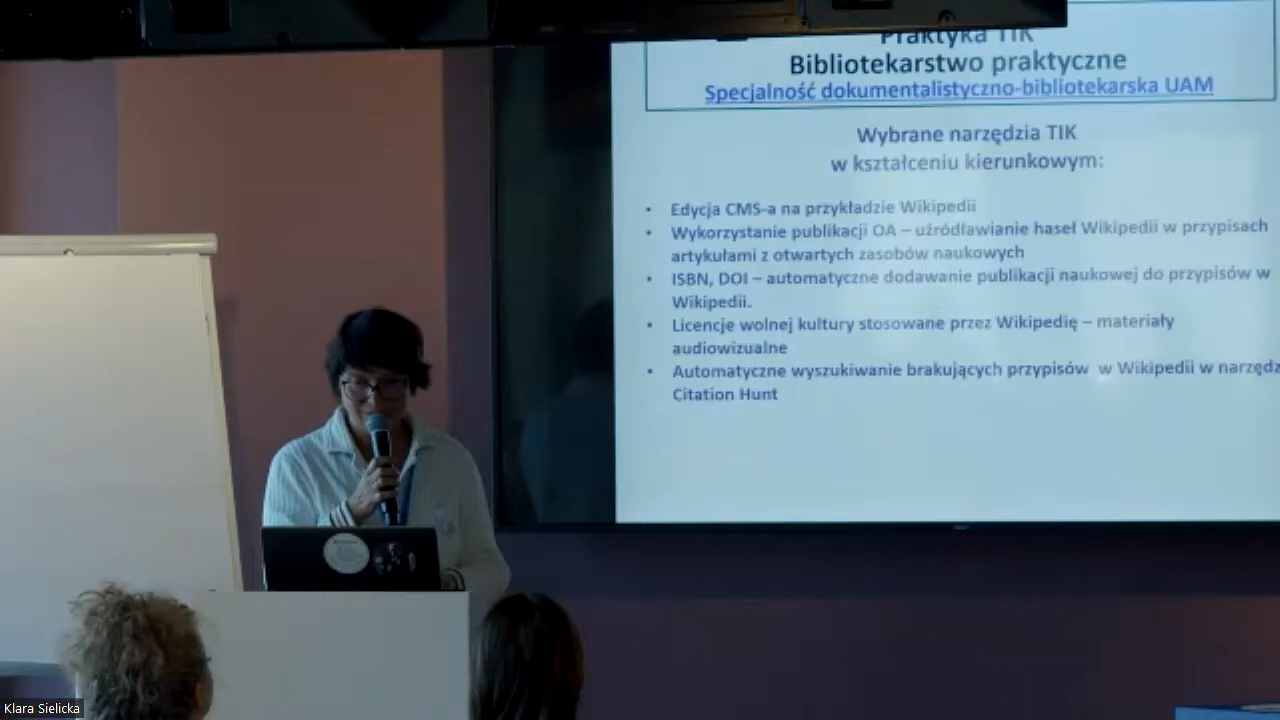 Praktyka TIK
Bibliotekarstwo praktyczne
Specjalność dokumentalistyczno-bibliotekarska UAM
Wybrane narzędzia TIK
w kształceniu kierunkowym:
• Edycja CMS-a na przykładzie Wikipedii
• Wykorzystanie publikacji OA – uźródławianie haseł Wikipedii w przypisach
artykułami z otwartych zasobów naukowych
• ISBN, DOI – automatyczne dodawanie publikacji naukowej do przypisów w
Wikipedii.
• Licencje wolnej kultury stosowane przez Wikipedię – materiały
audiowizualne
• Automatyczne wyszukiwanie brakujących przypisów w Wikipedii w narzędz
Citation Hunt
Klara Sielicka